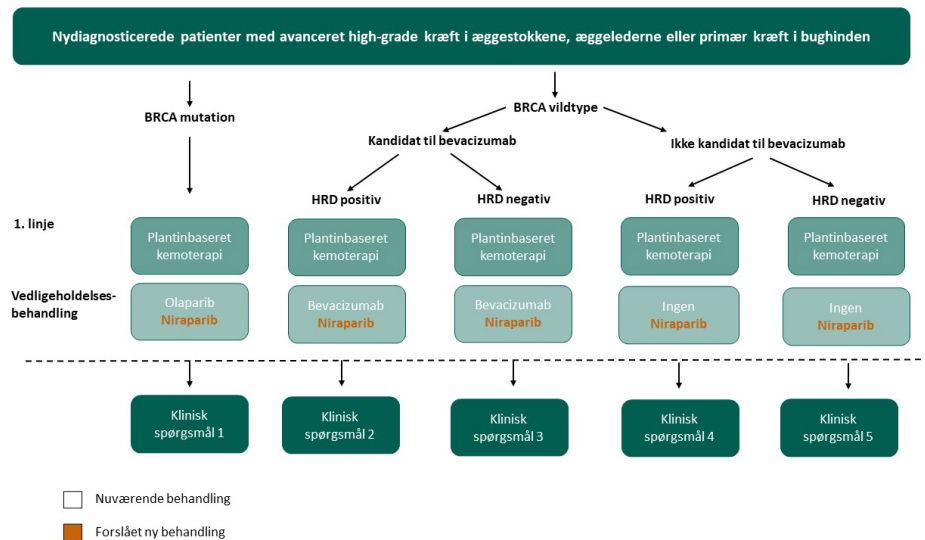 Nydiagnosticerede patienter med avanceret high-grade kræft i æggestokkene, æggelederne eller primær kræft i bughinden
BRCA mutation
BRCA vildtype
Kandidat til bevacizumab
Ikke kandidat til bevacizumab
HRD positiv
HRD negativ
HRD positiv
HRD negativ
1. linje
Plantinbaseret
kemoterapi
Plantinbaseret
kemoterapi
Plantinbaseret
kemoterapi
Plantinbaseret
kemoterapi
Plantinbaseret
kemoterapi
Vedligeholdelses-
behandling
Olaparib
Niraparib
Bevacizumab
Niraparib
Bevacizumab
Niraparib
Ingen
Niraparib
Ingen
Niraparib
Klinisk
spørgsmål 1
Klinisk
spørgsmål 2
Klinisk
spørgsmål 3
Klinisk
spørgsmål 4
Klinisk
spørgsmål 5
Nuværende behandling
Forslået ny behandling